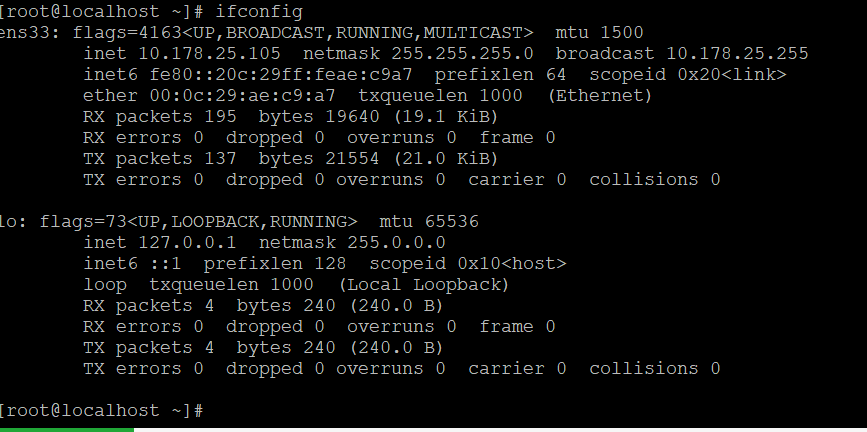 [root@localhost ~]# ifconfig
ens33: flags=4163<UP,BROADCAST,RUNNING,MULTICAST>  mtu 1500
        inet 10.178.25.105  netmask 255.255.255.0  broadcast 10.178.25.255
        inet6 fe80::20c:29ff:feae:c9a7  prefixlen 64  scopeid 0x20<link>
        ether 00:0c:29:ae:c9:a7  txqueuelen 1000  (Ethernet)
        RX packets 195  bytes 19640 (19.1 KiB)
        RX errors 0  dropped 0  overruns 0  frame 0
        TX packets 137  bytes 21554 (21.0 KiB)
        TX errors 0  dropped 0 overruns 0  carrier 0  collisions 0

lo: flags=73<UP,LOOPBACK,RUNNING>  mtu 65536
        inet 127.0.0.1  netmask 255.0.0.0
        inet6 ::1  prefixlen 128  scopeid 0x10<host>
        loop  txqueuelen 1000  (Local Loopback)
        RX packets 4  bytes 240 (240.0 B)
        RX errors 0  dropped 0  overruns 0  frame 0
        TX packets 4  bytes 240 (240.0 B)
        TX errors 0  dropped 0 overruns 0  carrier 0  collisions 0

[root@localhost ~]#